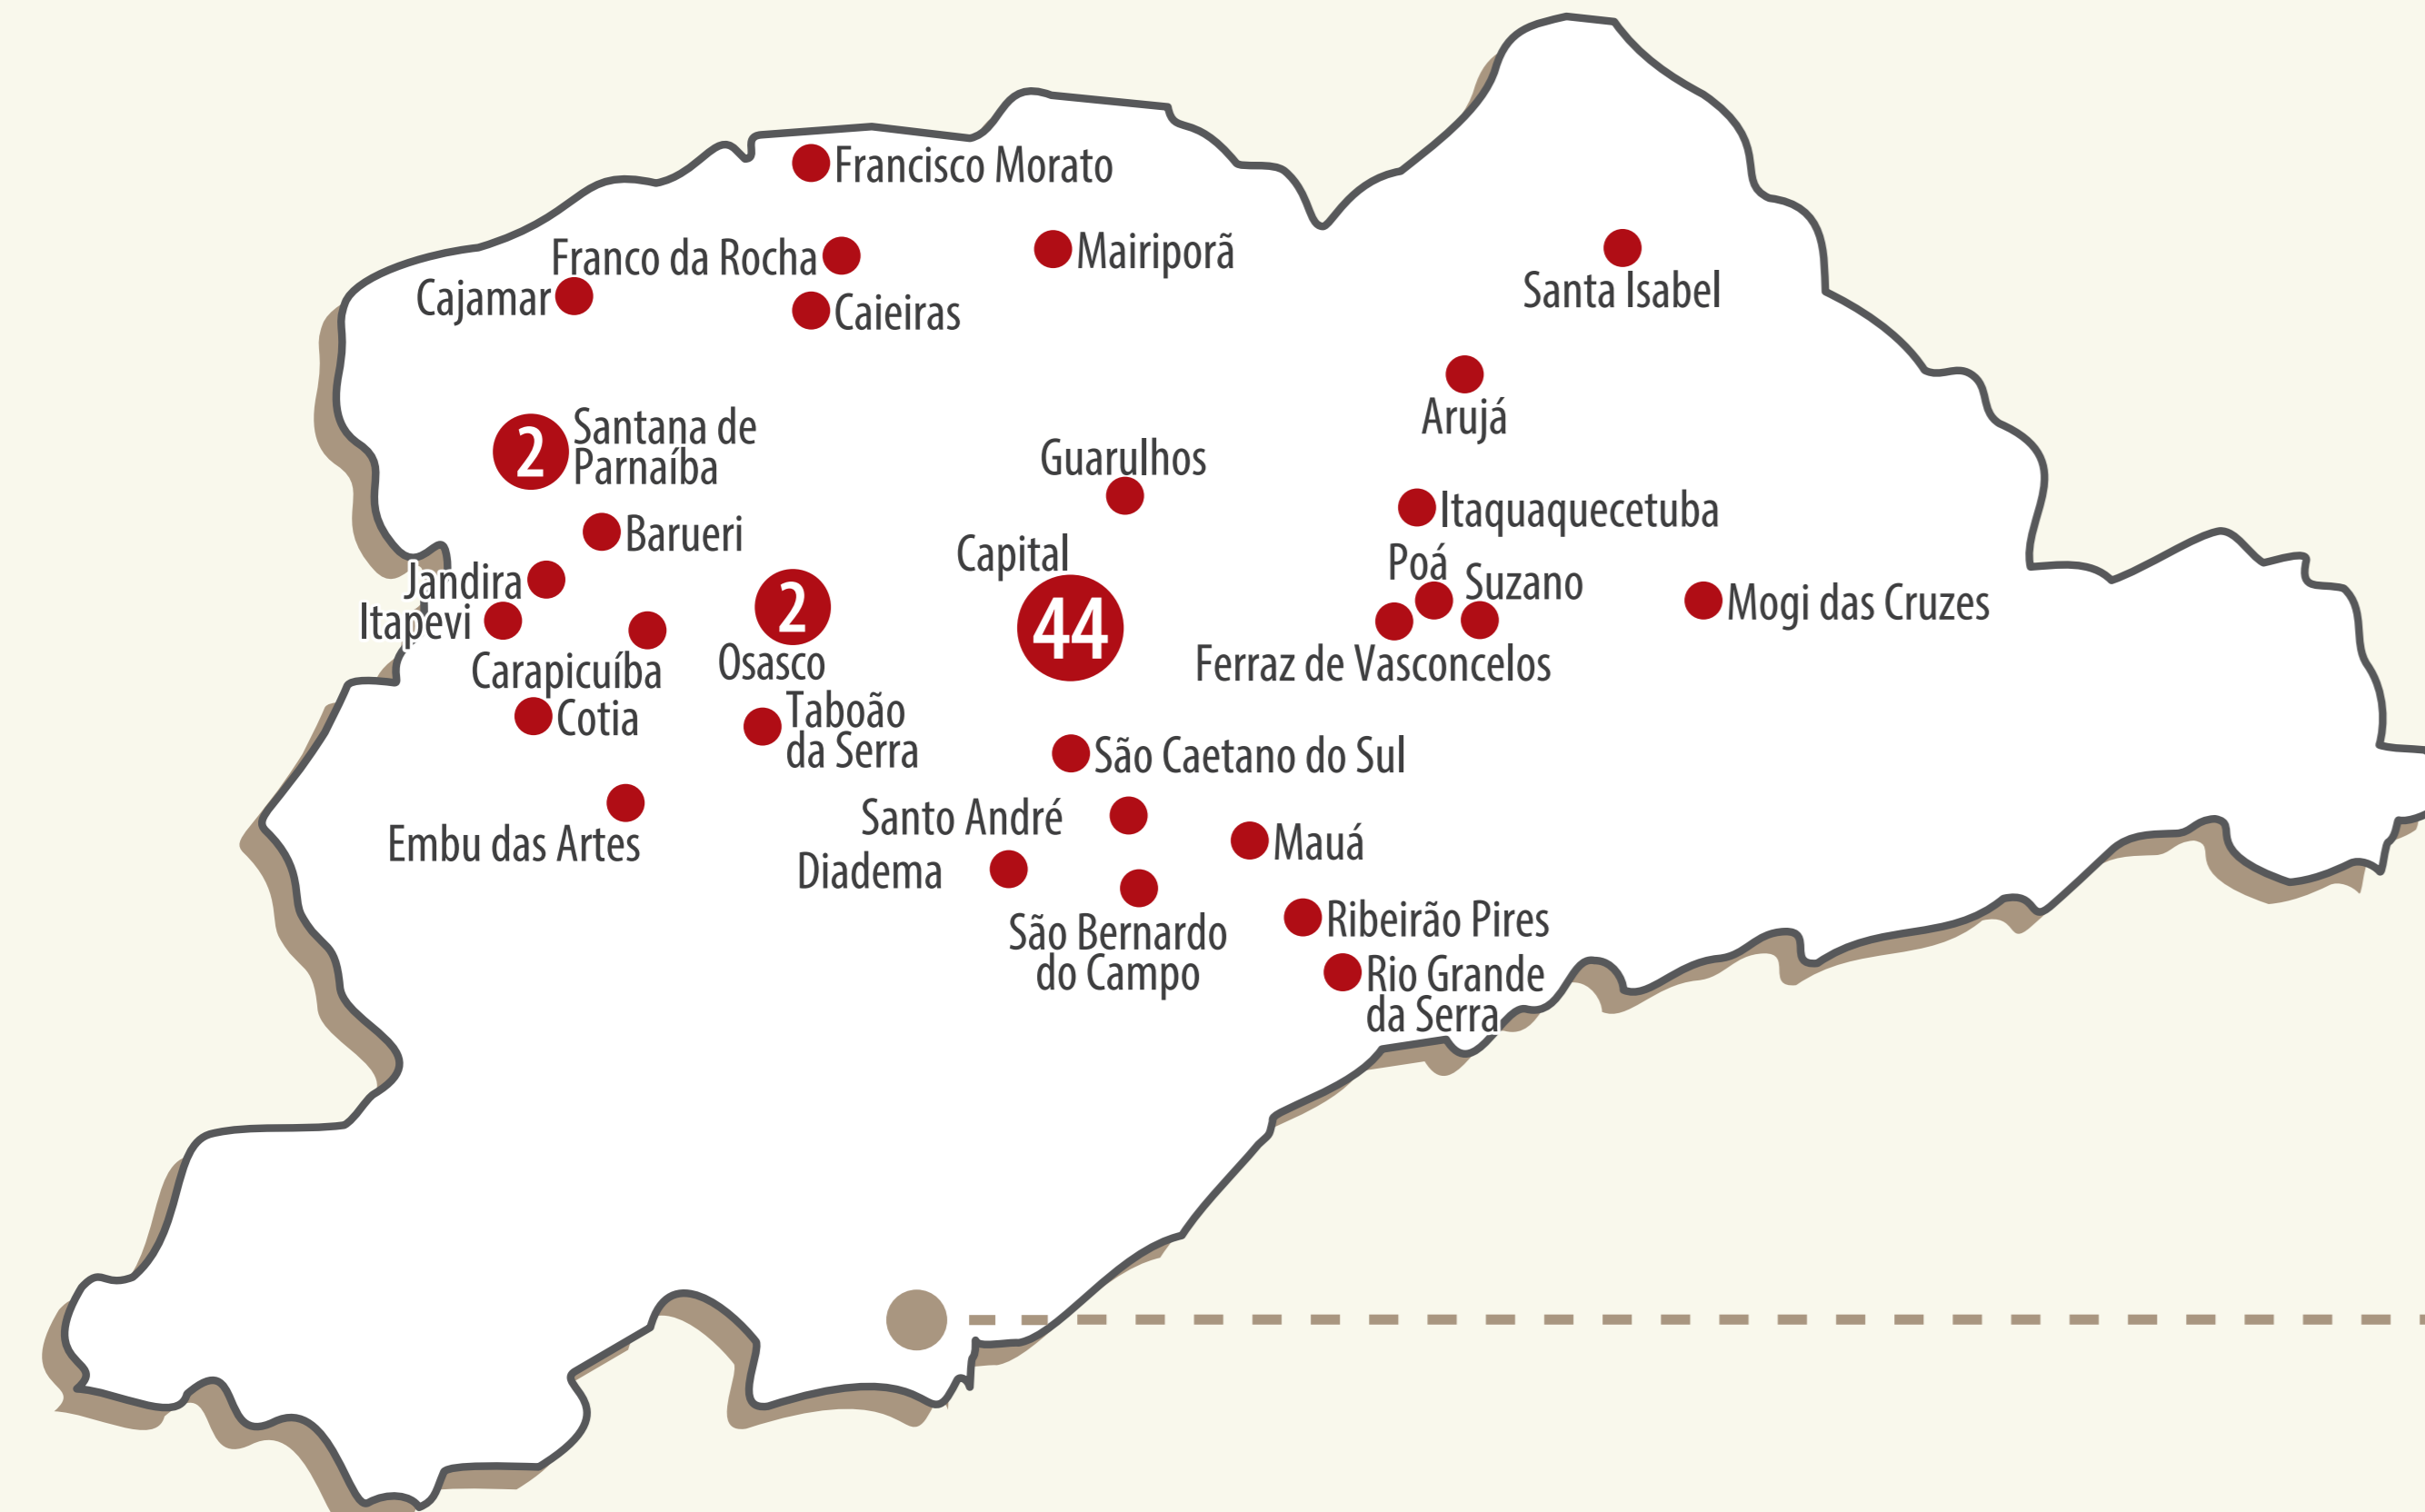 Francisco Morato
Franco da Rocha
Mairiporã
Santa Isabel
Cajamar
Caieiras
Arujá
2
Santana de
Parnaíba
Guarulhos
Itaquaquecetuba
Barueri
Capital
44
Poá
Suzano
Jandira
Itapevi
2
Mogi das Cruzes
Carapicuíba
Osasco
Ferraz de Vasconcelos
Cotia
Taboão
da Serra
São Caetano do Sul
Santo André
Embu das Artes
Mauá
Diadema
São Bernardo
do Campo
Ribeirão Pires
Rio Grande
da Serra